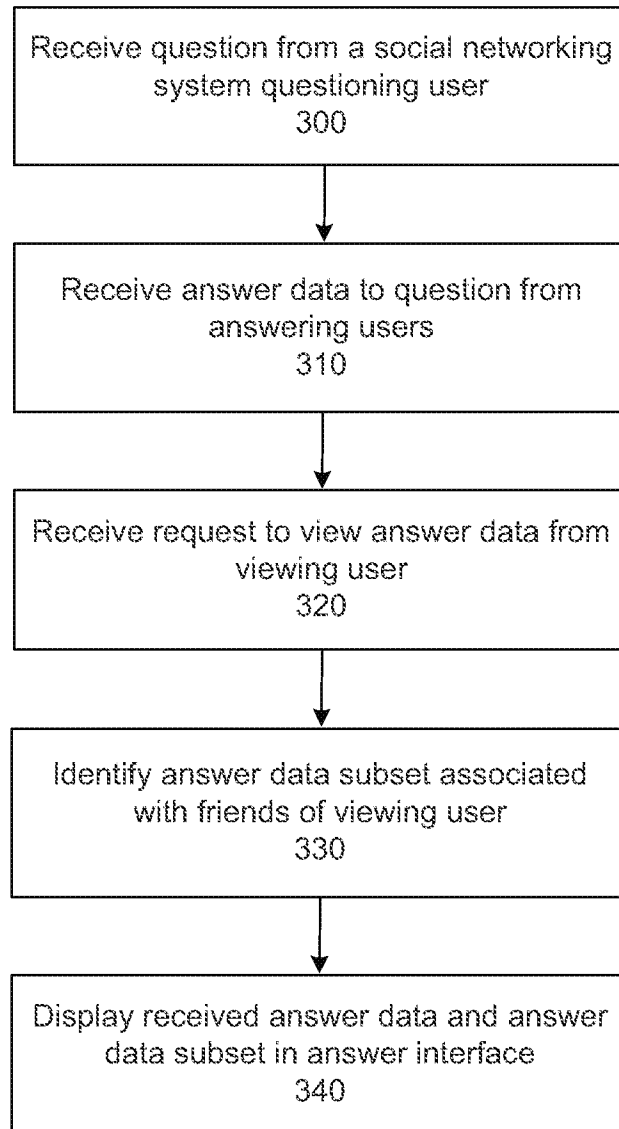 Receive question from a social networking
system questioning user
300
Receive answer data to question from
answering users
310
Receive request to view answer data from
viewing user
320
Identify answer data subset associated
with friends of viewing user
330
Display received answer data and answer
data subset in answer interface
340